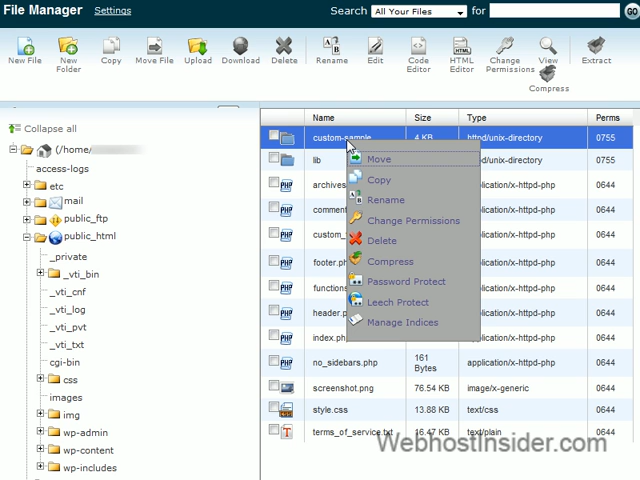 File Manager Settings Search All Your Files for GO
New File New Folder Copy Move File Upload Download Delete Rename Edit Code Editor HTML Editor Change Permissions View Compress Extract
Collapse all
(/home/
access-logs
etc
mail
public_ftp
public_html
_private
_vti_bin
_vti_cnf
_vti_log
_vti_pvt
_vti_txt
cgi-bin
css
images
img
wp-admin
wp-content
wp-includes
Name Size Type Perms
custom-sample 4 KB httpd/unix-directory 0755
lib httpd/unix-directory 0755
archives application/x-httpd-php 0644
comment application/x-httpd-php 0644
custom_ application/x-httpd-php 0644
footer.p application/x-httpd-php 0644
functions application/x-httpd-php 0644
header.p application/x-httpd-php 0644
index.ph application/x-httpd-php 0644
no_sidebars.php 161 Bytes application/x-httpd-php 0644
screenshot.png 76.54 KB image/x-generic 0644
style.css 13.88 KB text/css 0644
terms_of_service.txt 16.47 KB text/plain 0644
Move
Copy
Rename
Change Permissions
Delete
Compress
Password Protect
Leech Protect
Manage Indices
WebhostInsider.com